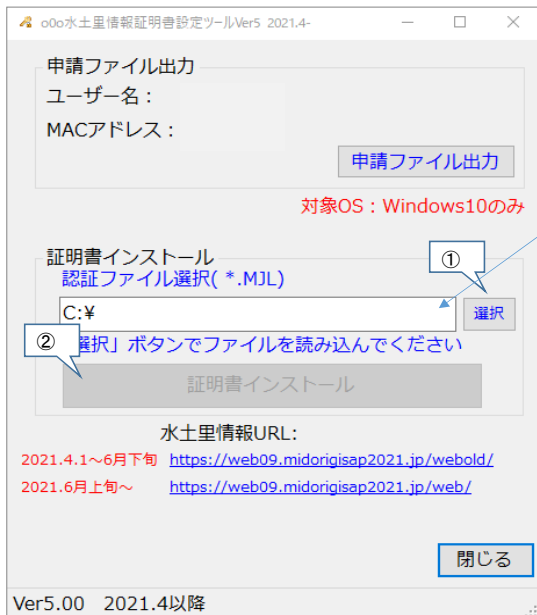 o0o水土里情報証明書設定ツールVer5 2021.4-
申請ファイル出力
ユーザー名：
MACアドレス：
申請ファイル出力
対象OS：Windows10のみ
証明書インストール
①
認証ファイル選択( *.MJL)
C:¥
選択
②
選択」ボタンでファイルを読み込んでください
証明書インストール
水土里情報URL:
2021.4.1～6月下旬 https://web09.midorigisap2021.jp/webold/
2021.6月上旬～ https://web09.midorigisap2021.jp/web/
閉じる
Ver5.00 2021.4以降